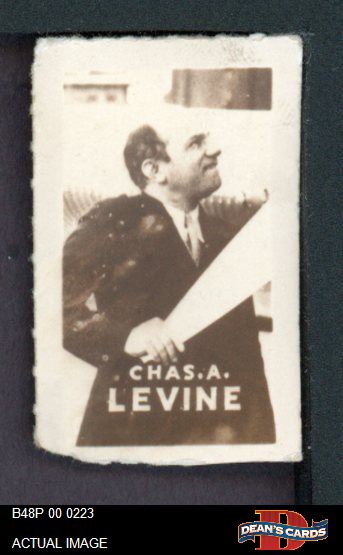 CHAS. A.
LEVINE
B48P 00 0223
ACTUAL IMAGE
DEAN'S CARDS